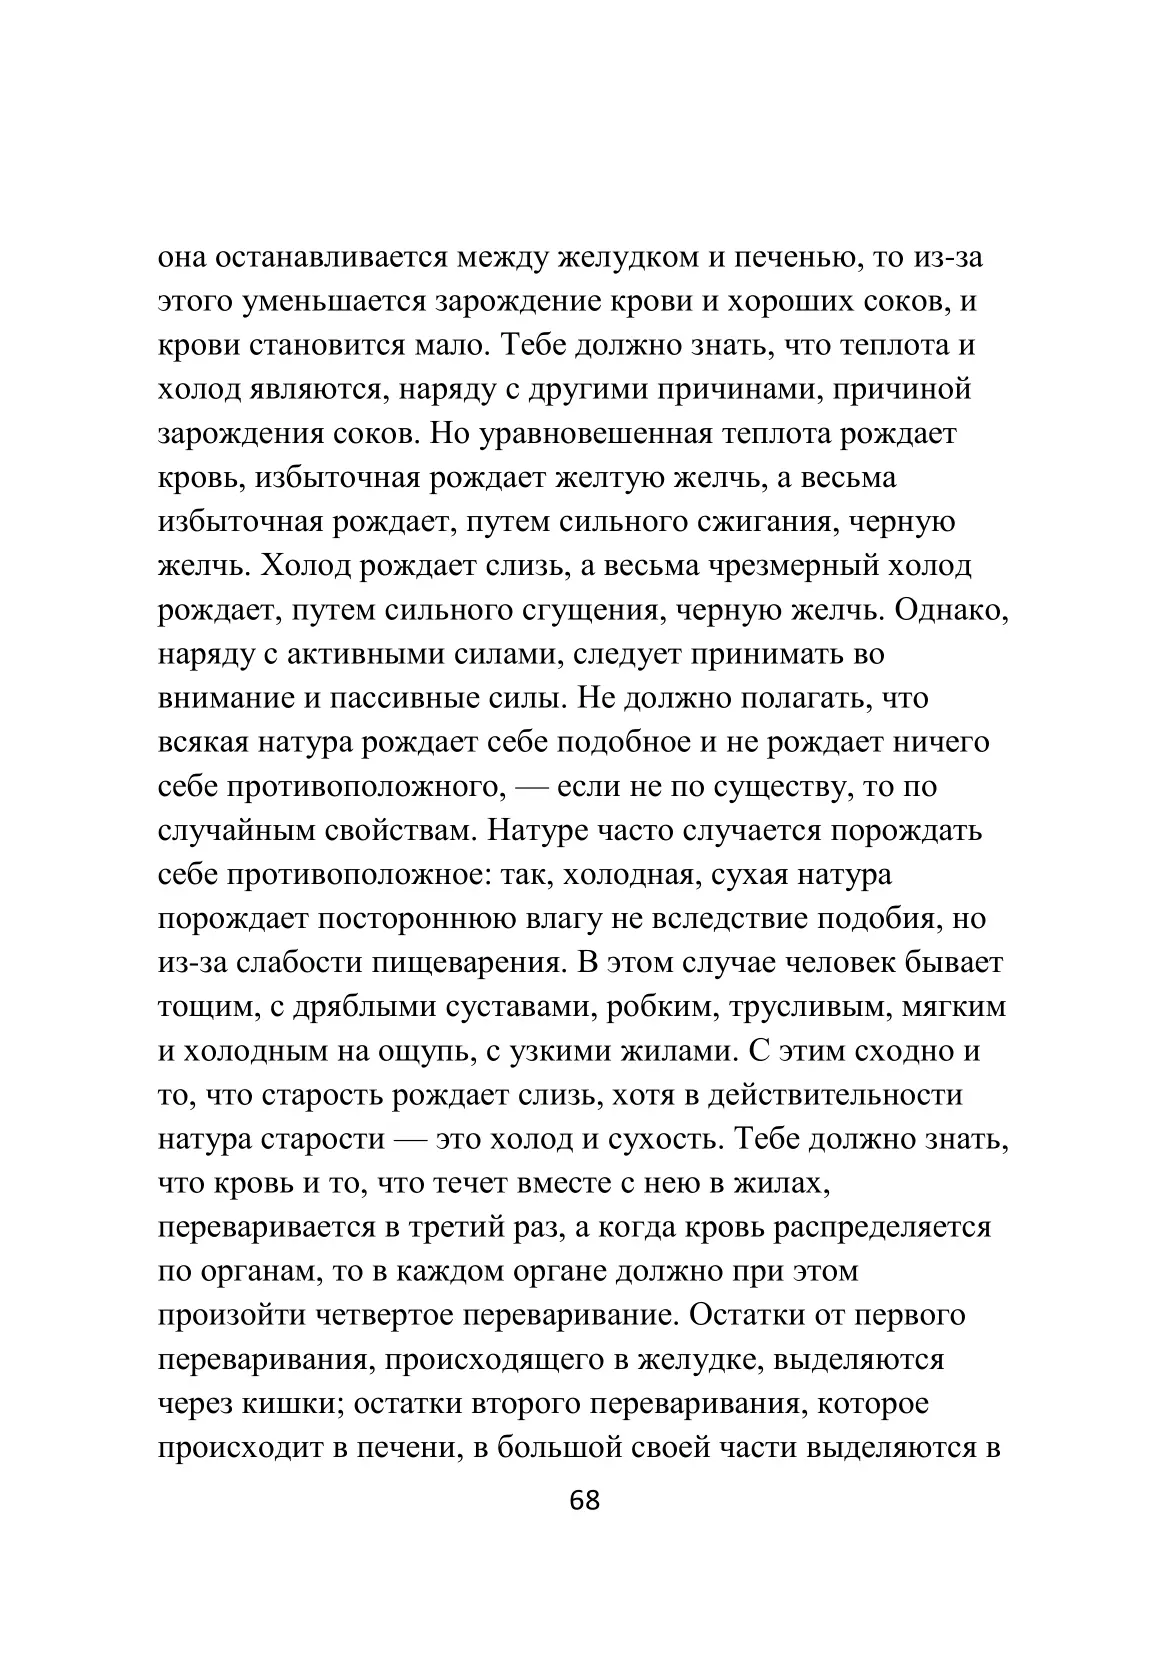 она останавливается между желудком и печенью, то из-за
этого уменьшается зарождение крови и хороших соков, и
крови становится мало. Тебе должно знать, что теплота и
холод являются, наряду с другими причинами, причиной
зарождения соков. Но уравновешенная теплота рождает
кровь, избыточная рождает желтую желчь, а весьма
избыточная рождает, путем сильного сжигания, черную
желчь. Холод рождает слизь, а весьма чрезмерный холод
рождает, путем сильного сгущения, черную желчь. Однако,
наряду с активными силами, следует принимать во
внимание и пассивные силы. Не должно полагать, что
всякая натура рождает себе подобное и не рождает ничего
себе противоположного, — если не по существу, то по
случайным свойствам. Натуре часто случается порождать
себе противоположное: так, холодная, сухая натура
порождает постороннюю влагу не вследствие подобия, но
из-за слабости пищеварения. В этом случае человек бывает
тощим, с дряблыми суставами, робким, трусливым, мягким
и холодным на ощупь, с узкими жилами. С этим сходно и
то, что старость рождает слизь, хотя в действительности
натура старости — это холод и сухость. Тебе должно знать,
что кровь и то, что течет вместе с нею в жилах,
переваривается в третий раз, а когда кровь распределяется
по органам, то в каждом органе должно при этом
произойти четвертое переваривание. Остатки от первого
переваривания, происходящего в желудке, выделяются
через кишки; остатки второго переваривания, которое
происходит в печени, в большой своей части выделяются в
68